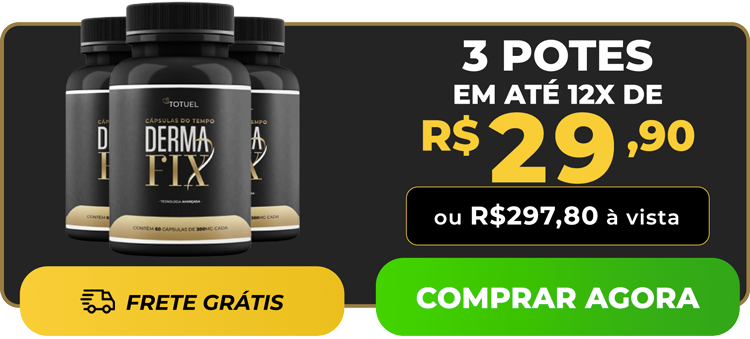 TOTUEL
CÁPSULAS DO TEMPO
DERMA
FIX
TECNOLOGIA AVANÇADA
CONTÉM 60 CÁPSULAS DE 500MG CADA
3 POTES
EM ATÉ 12X DE
R$ 29,90
ou R$297,80 à vista
FRETE GRÁTIS
COMPRAR AGORA